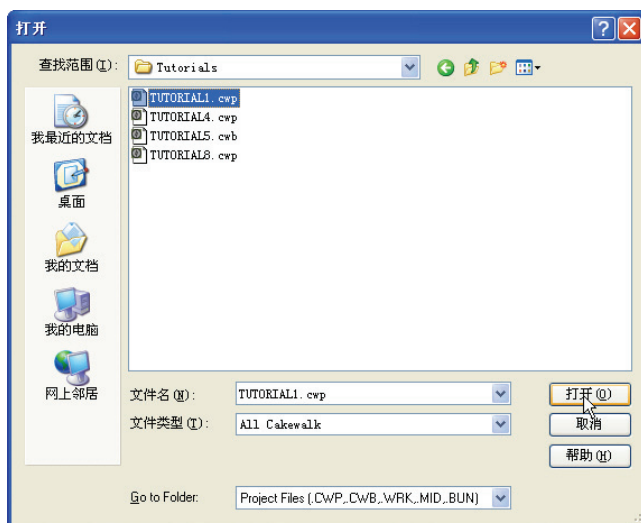 打开
查找范围(I):
Tutorials
我最近的文档
桌面
我的文档
我的电脑
网上邻居
TUTORIAL1.cwp
TUTORIAL4.cwp
TUTORIAL5.cwb
TUTORIAL8.cwp
文件名(N):
TUTORIAL1.cwp
打开(O)
文件类型(T):
All Cakewalk
取消
帮助(H)
Go to Folder:
Project Files (.CWP,.CWB,.WRK,.MID,.BUN)